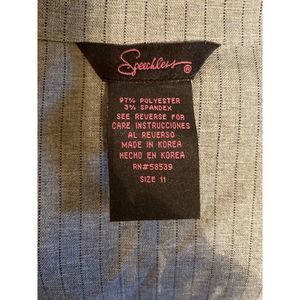 Speechless ®
97% POLYESTER
3% SPANDEX
SEE REVERSE FOR
CARE INSTRUCCIONES
AL REVERSO
MADE IN KOREA
HECHO EN KOREA
RN#58539
SIZE 11